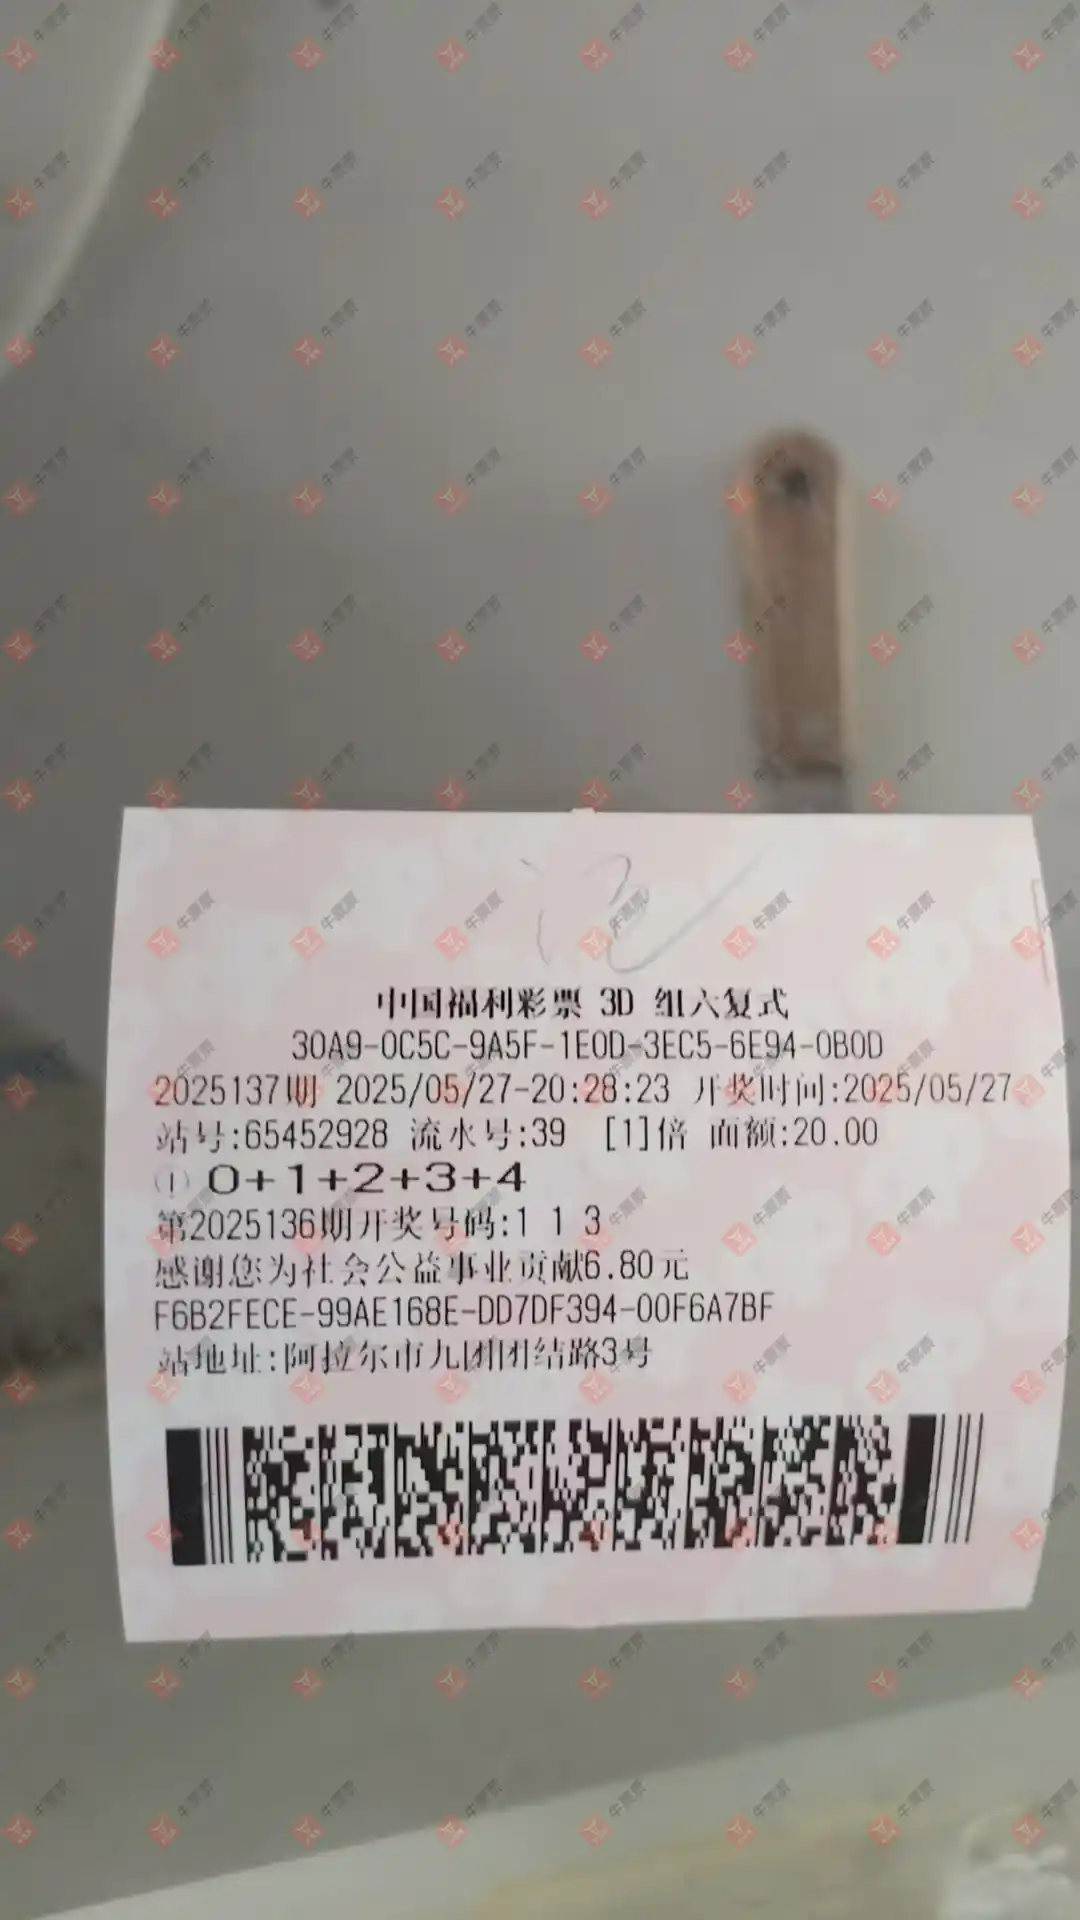 中国福利彩票 3D 组六复式
30A9-0C5C-9A5F-1E0D-3EC5-6E94-0B0D
2025137期 2025/05/27-20:28:23 开奖时间:2025/05/27
站号:65452928 流水号:39 [1]倍 面额:20.00
① 0+1+2+3+4
第2025136期开奖号码:1 1 3
感谢您为社会公益事业贡献6.80元
F6B2FECE-99AE168E-DD7DF394-00F6A7BF
站地址:阿拉尔市九团团结路3号
牛票票